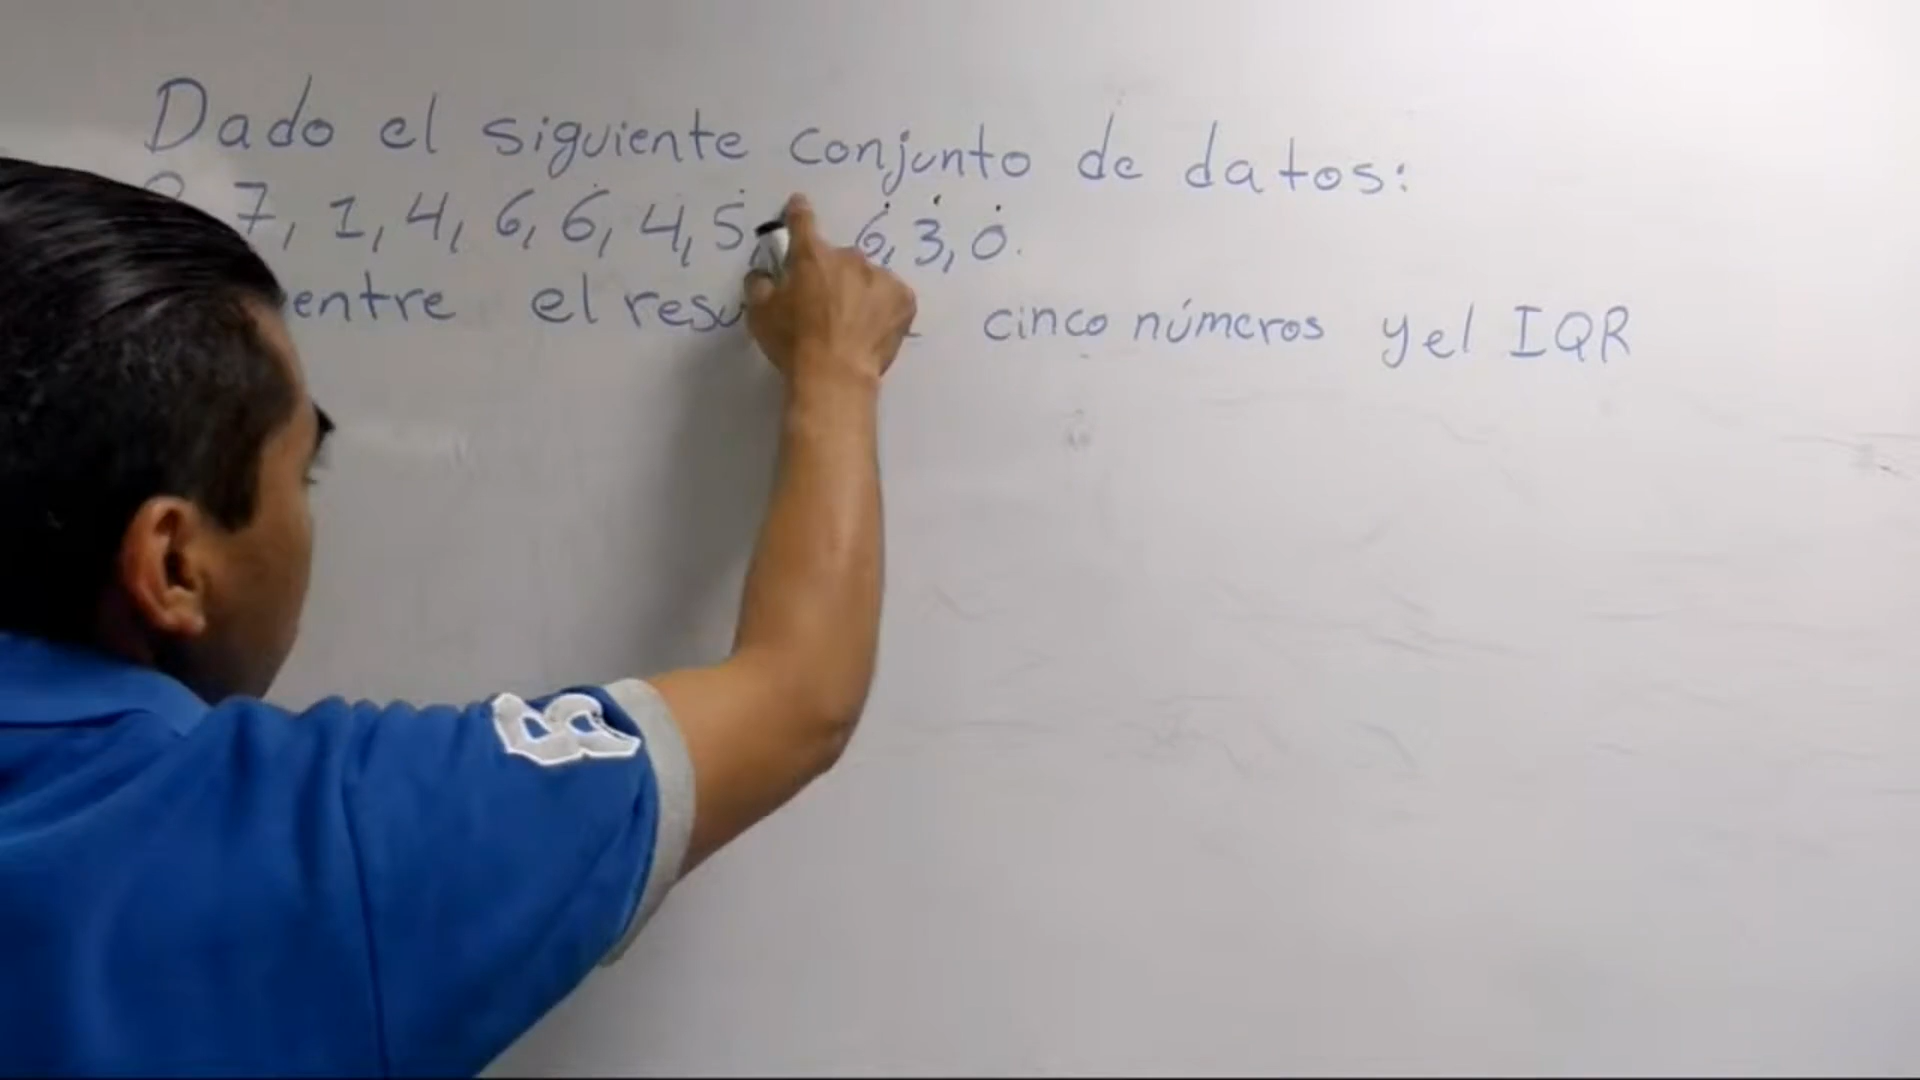 Dado el siguiente conjunto de datos:
7, 1, 4, 6, 6, 4, 5, 6, 3, 0.
el cinco números y el IQR
B